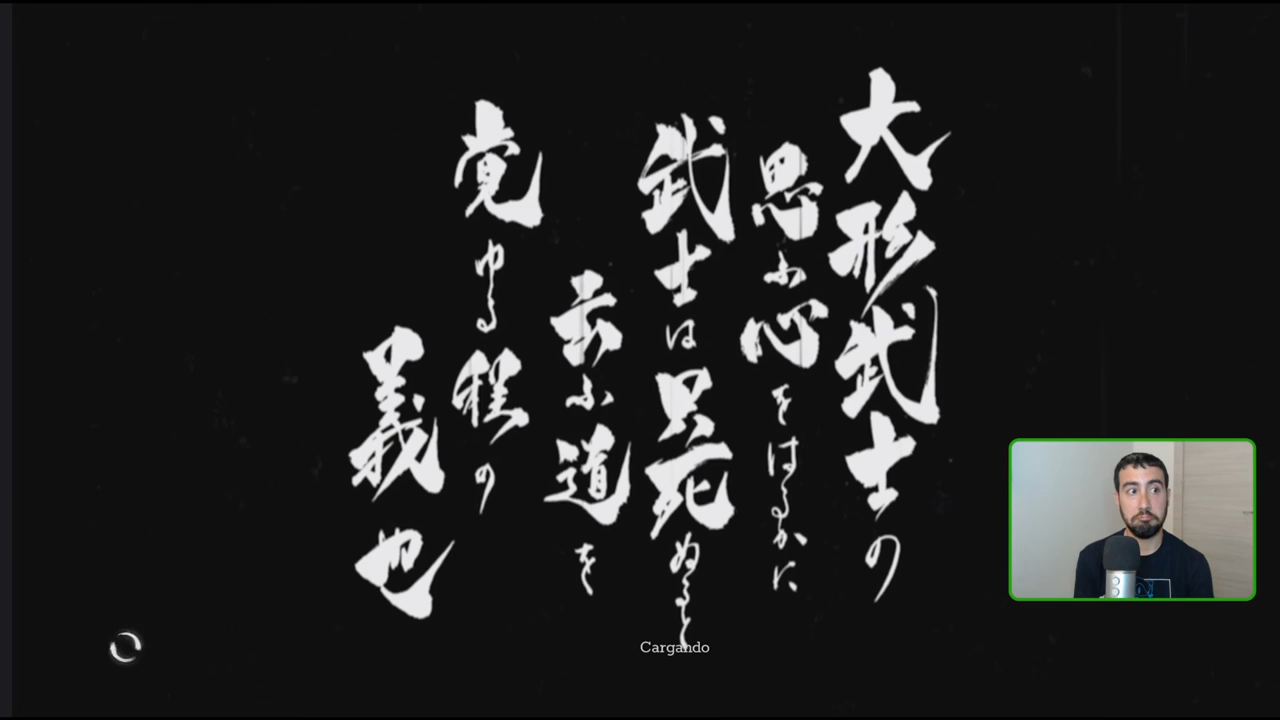 大形武士の
思ふ心をはるかに
武士は只死ぬると
云ふ道を
覚ゆる程の
義也
Cargando